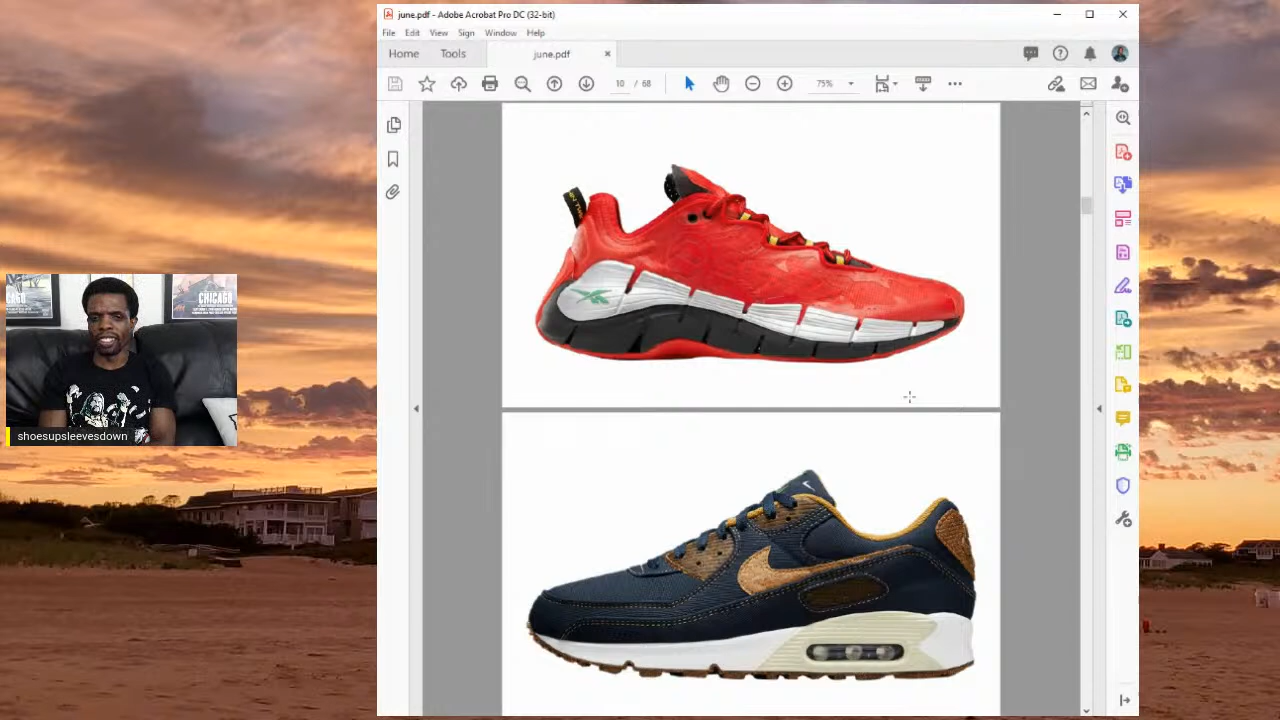 june.pdf - Adobe Acrobat Pro DC (32-bit)
File Edit View Sign Window Help
Home Tools june.pdf
10 / 68 75%
CHICAGO
shoesupsleevesdown